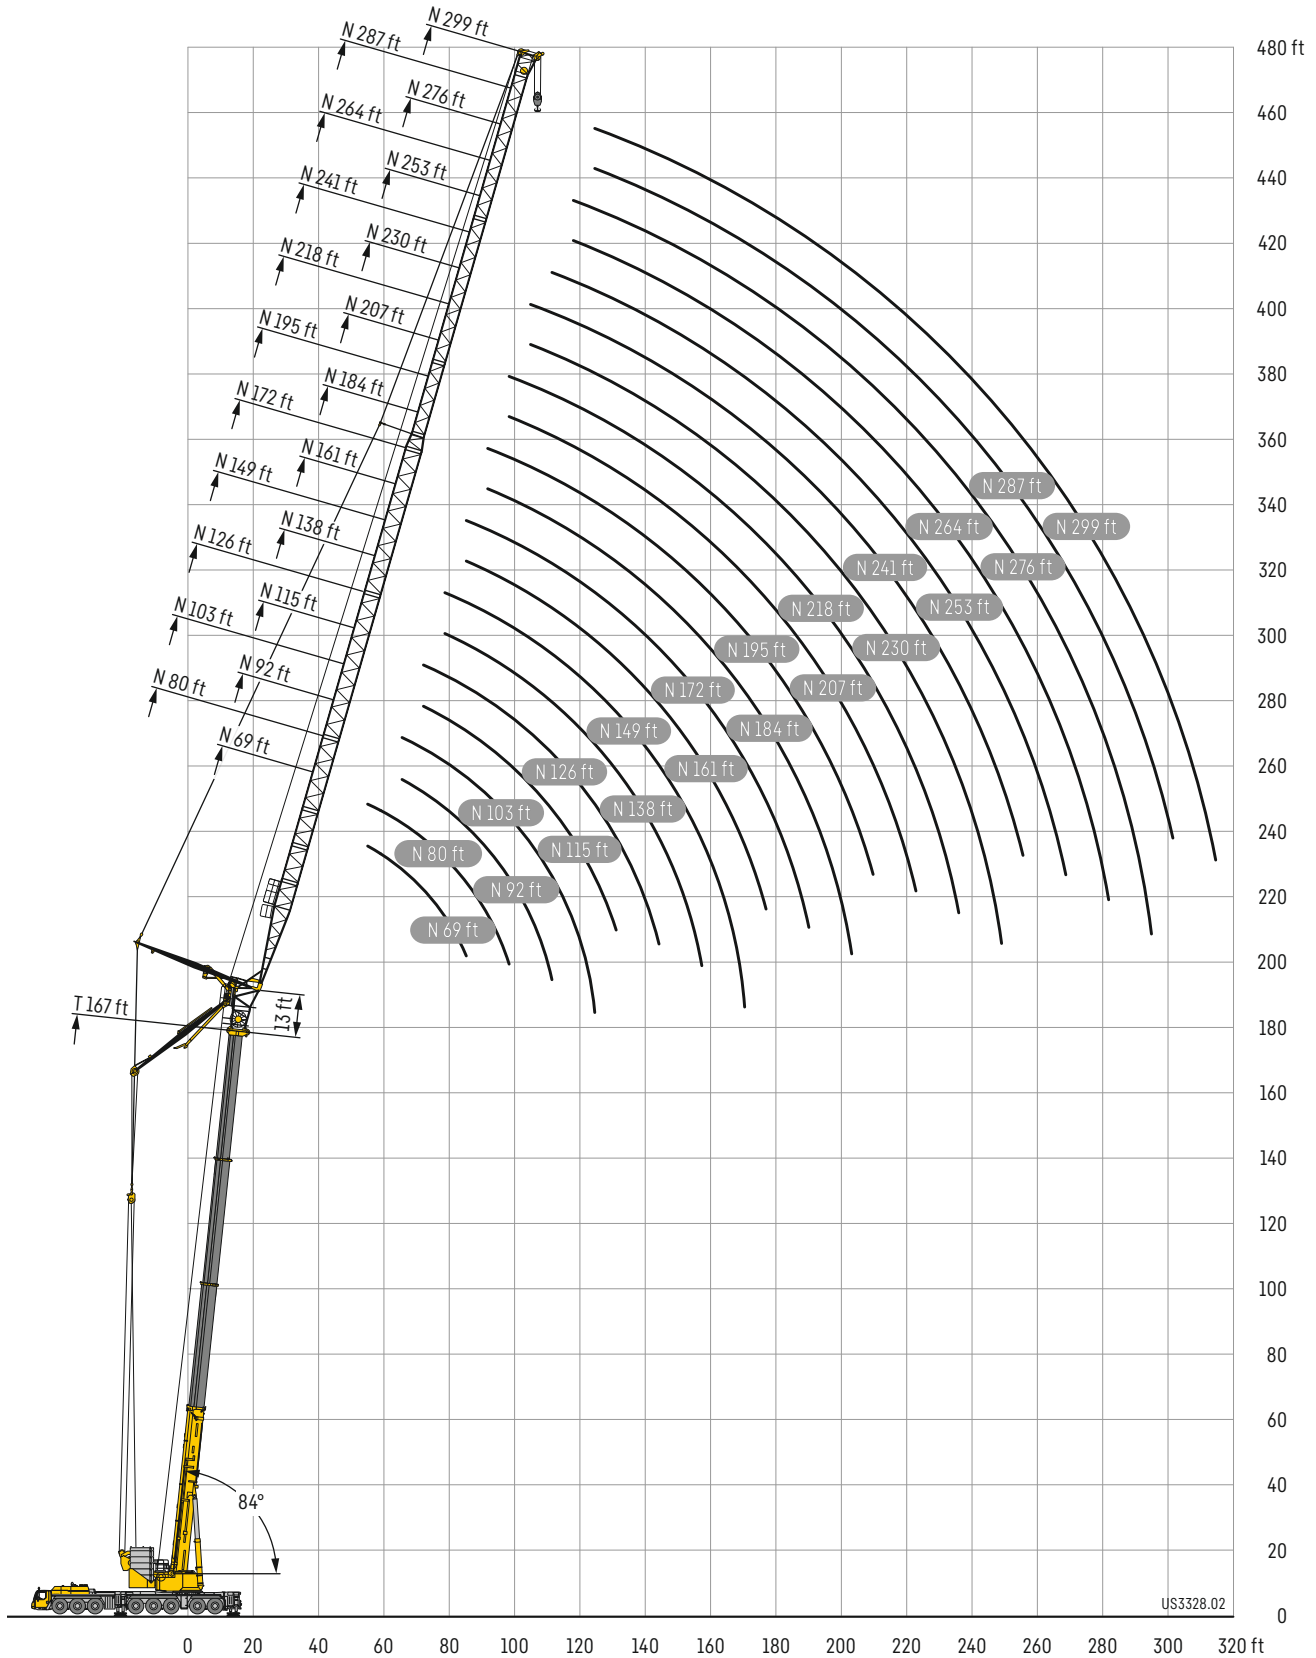 N 299 ft
N 287 ft
480 ft
N 276 ft
460
N 264 ft
440
N 253 ft
N 241 ft
420
N 230 ft
N 218 ft
400
N 207 ft
N 195 ft
380
N 184 ft
N 172 ft
360
N 161 ft
N 149 ft
340
N 287 ft
N 138 ft
N 264 ft
N 299 ft
N 126 ft
320
N 241 ft
N 276 ft
N 115 ft
N 103 ft
300
N 218 ft
N 253 ft
N 195 ft
N 230 ft
N 92 ft
N 80 ft
280
N 172 ft
N 207 ft
N 69 ft
N 149 ft
N 184 ft
260
N 126 ft
N 161 ft
N 103 ft
N 138 ft
240
N 80 ft
N 115 ft
220
N 92 ft
N 69 ft
200
T 167 ft
13 ft
180
160
140
120
100
80
60
40
84°
20
US3328.02
0
0 20 40 60 80 100 120 140 160 180 200 220 240 260 280 300 320 ft